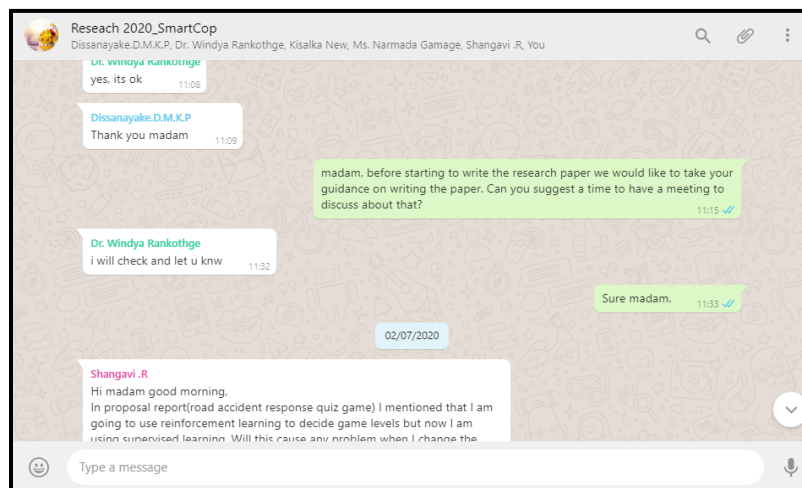 Reseach 2020_SmartCop
Dissanayake.D.M.K.P, Dr. Windya Rankothge, Kisalka New, Ms. Narmada Gamage, Shangavi .R, You
Dr. Windya Rankothge
yes, its ok
11:08
Dissanayake.D.M.K.P
Thank you madam
11:09
madam, before starting to write the research paper we would like to take your
guidance on writing the paper. Can you suggest a time to have a meeting to
discuss about that?
11:15
Dr. Windya Rankothge
i will check and let u knw
11:32
Sure madam.
11:33
02/07/2020
Shangavi .R
Hi madam good morning,
In proposal report(road accident response quiz game) I mentioned that I am
going to use reinforcement learning to decide game levels but now I am
using supervised learning. Will this cause any problem when I change the
Type a message